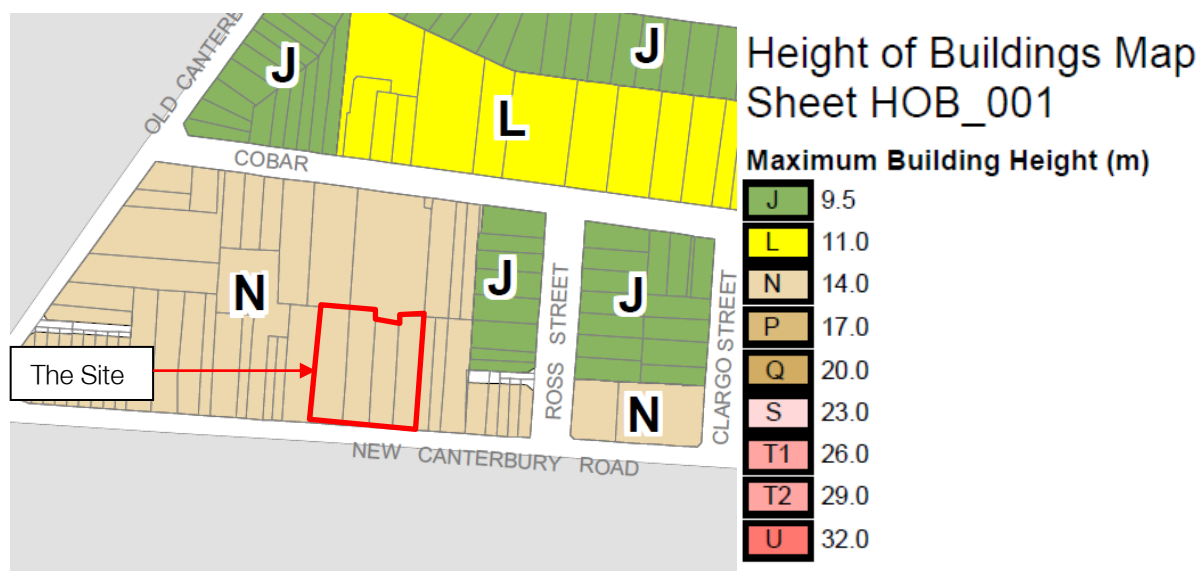 OLD CANTERE
J
J
L
COBAR
N
J
J
ROSS STREET
CLARGO STREET
The Site
N
NEW CANTERBURY ROAD
Height of Buildings Map
Sheet HOB_001
Maximum Building Height (m)
J 9.5
L 11.0
N 14.0
P 17.0
Q 20.0
S 23.0
T1 26.0
T2 29.0
U 32.0